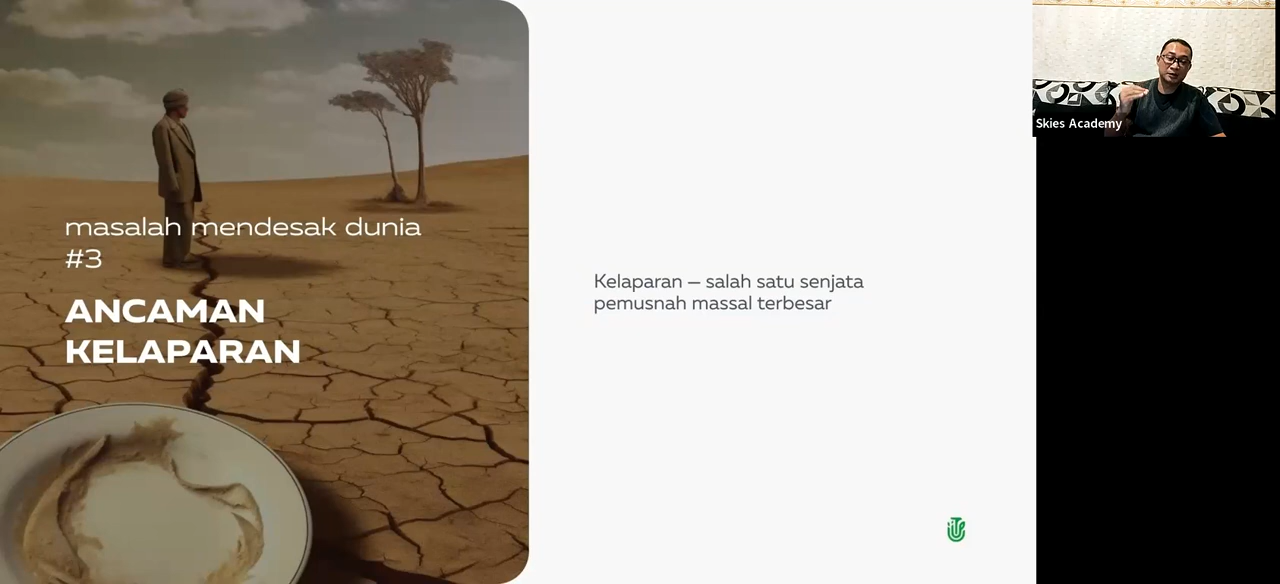 masalah mendesak dunia
#3
ANCAMAN
KELAPARAN
Kelaparan — salah satu senjata
pemusnah massal terbesar
Skies Academy